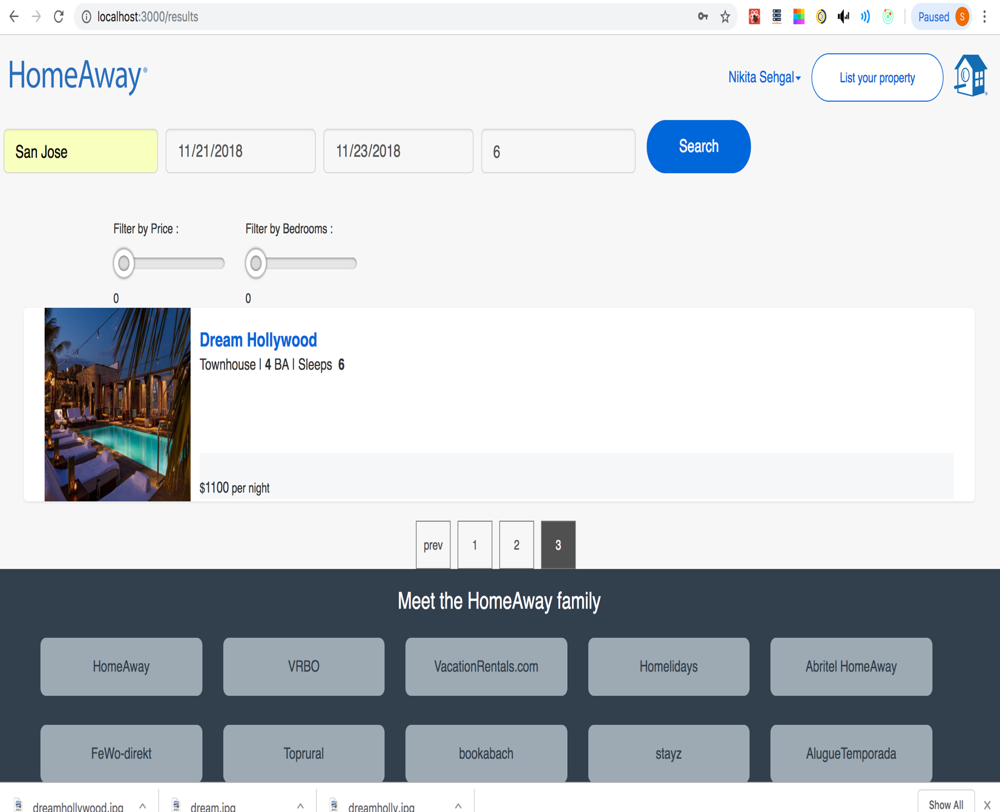 localhost:3000/results
Paused S
HomeAway®
Nikita Sehgal
List your property
San Jose
11/21/2018
11/23/2018
6
Search
Filter by Price :
Filter by Bedrooms :
0
0
Dream Hollywood
Townhouse | 4 BA | Sleeps 6
$1100 per night
prev 1 2 3
Meet the HomeAway family
HomeAway
VRBO
VacationRentals.com
Homelidays
Abritel HomeAway
FeWo-direkt
Toprural
bookabach
stayz
AlugueTemporada
dreamhollywood.jpg
dream.jpg
dreamholly.jpg
Show All